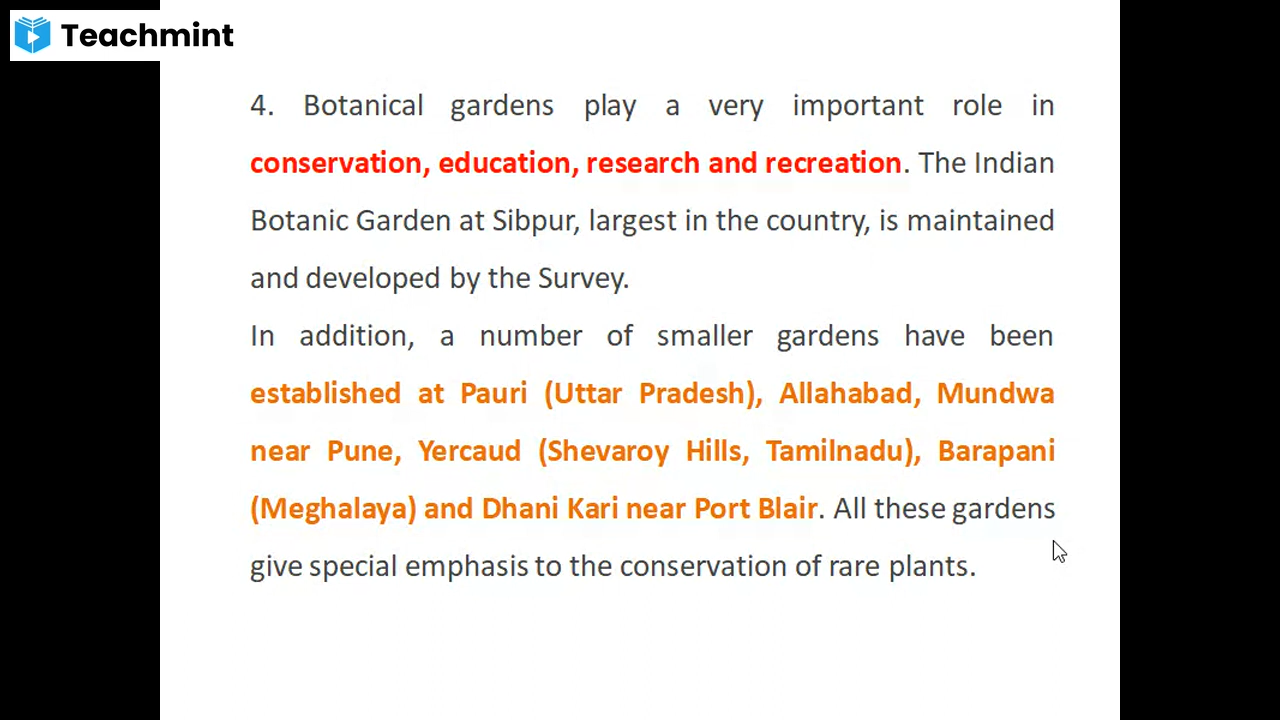 Teachmint
4. Botanical gardens play a very important role in
conservation, education, research and recreation. The Indian
Botanic Garden at Sibpur, largest in the country, is maintained
and developed by the Survey.
In addition, a number of smaller gardens have been
established at Pauri (Uttar Pradesh), Allahabad, Mundwa
near Pune, Yercaud (Shevaroy Hills, Tamilnadu), Barapani
(Meghalaya) and Dhani Kari near Port Blair. All these gardens
give special emphasis to the conservation of rare plants.